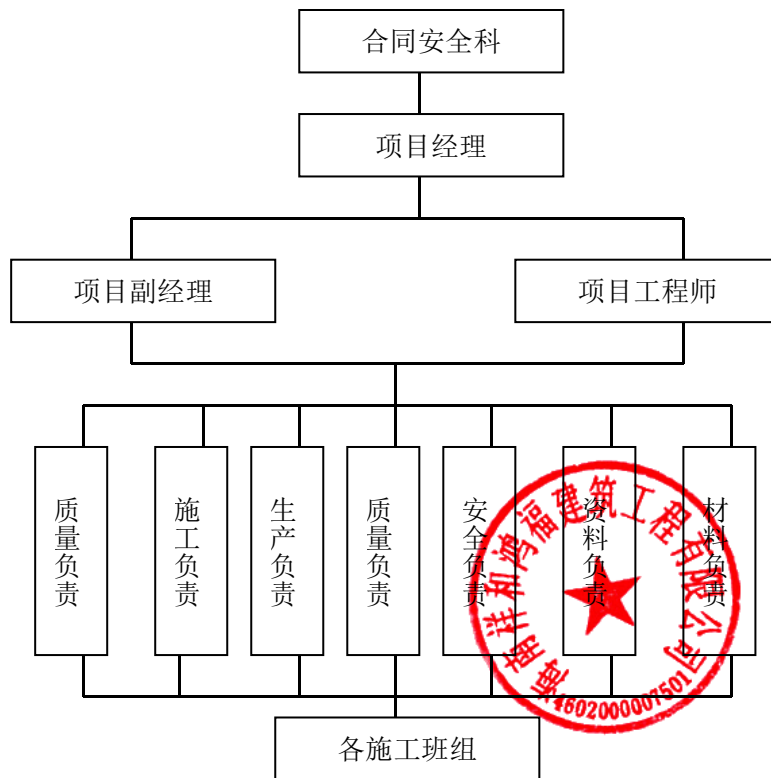 合同安全科
项目经理
项目副经理
项目工程师
质量负责
施工负责
生产负责
质量负责
安全负责
资料负责
材料负责
海南祥和鸿福建筑工程有限公司
4602000007501
各施工班组